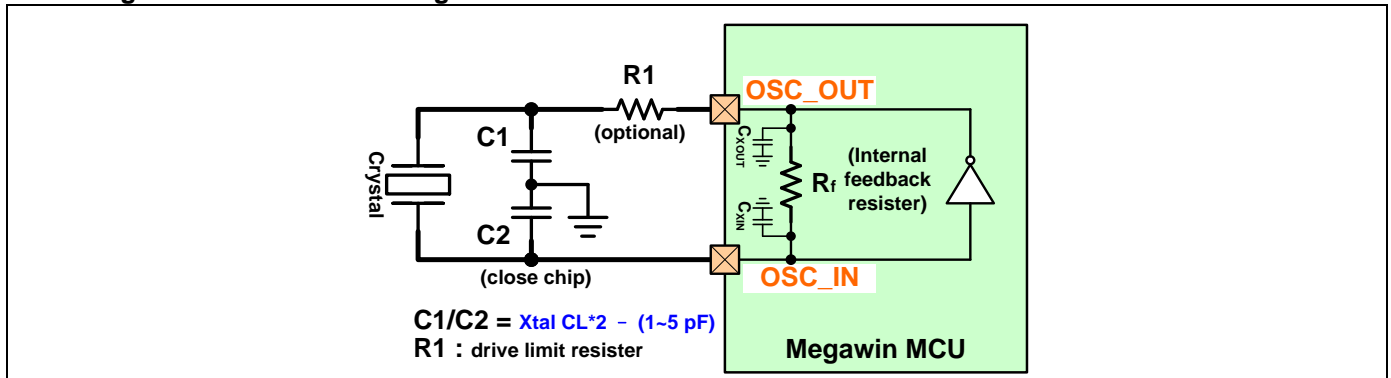 R1
(optional)
OSC_OUT
C1
CXOUT
Crystal
Rf
(Internal
feedback
resister)
CXIN
C2
(close chip)
OSC_IN
C1/C2 = Xtal CL*2 － (1~5 pF)
R1 : drive limit resister
Megawin MCU